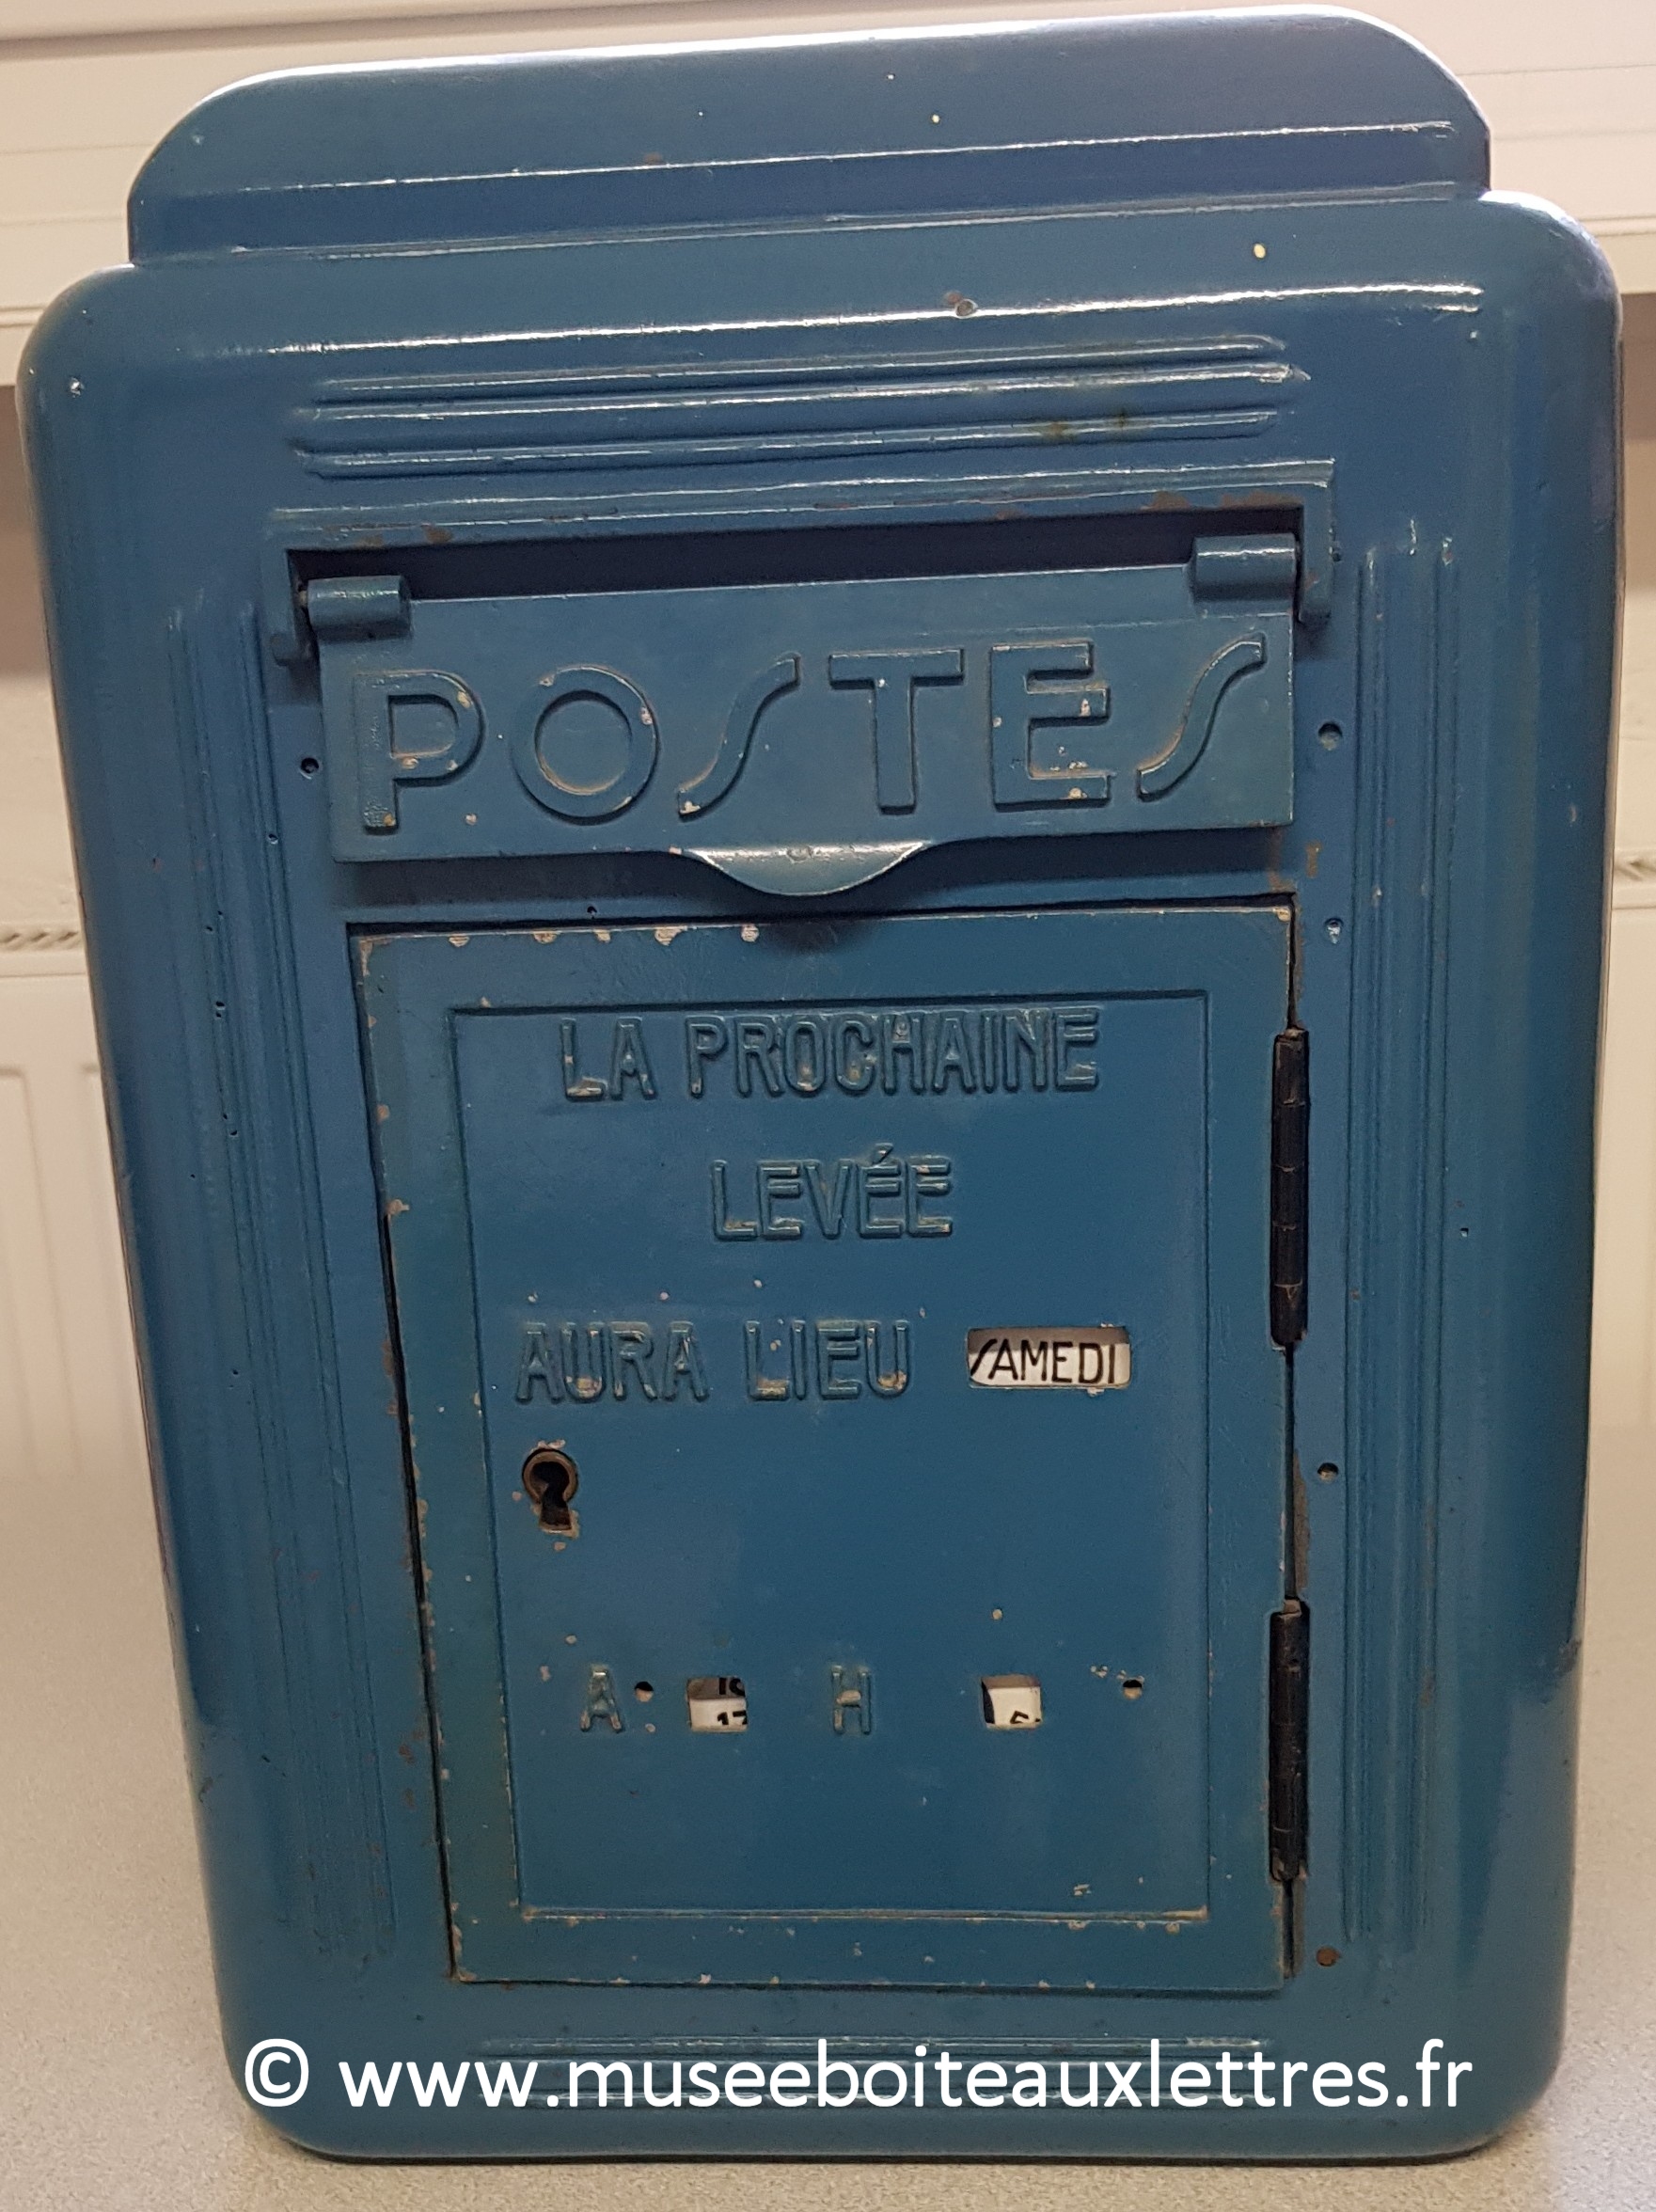 POSTES
LA PROCHAINE
LEVÉE
AURA LIEU SAMEDI
A H
© www.museeboiteauxlettres.fr